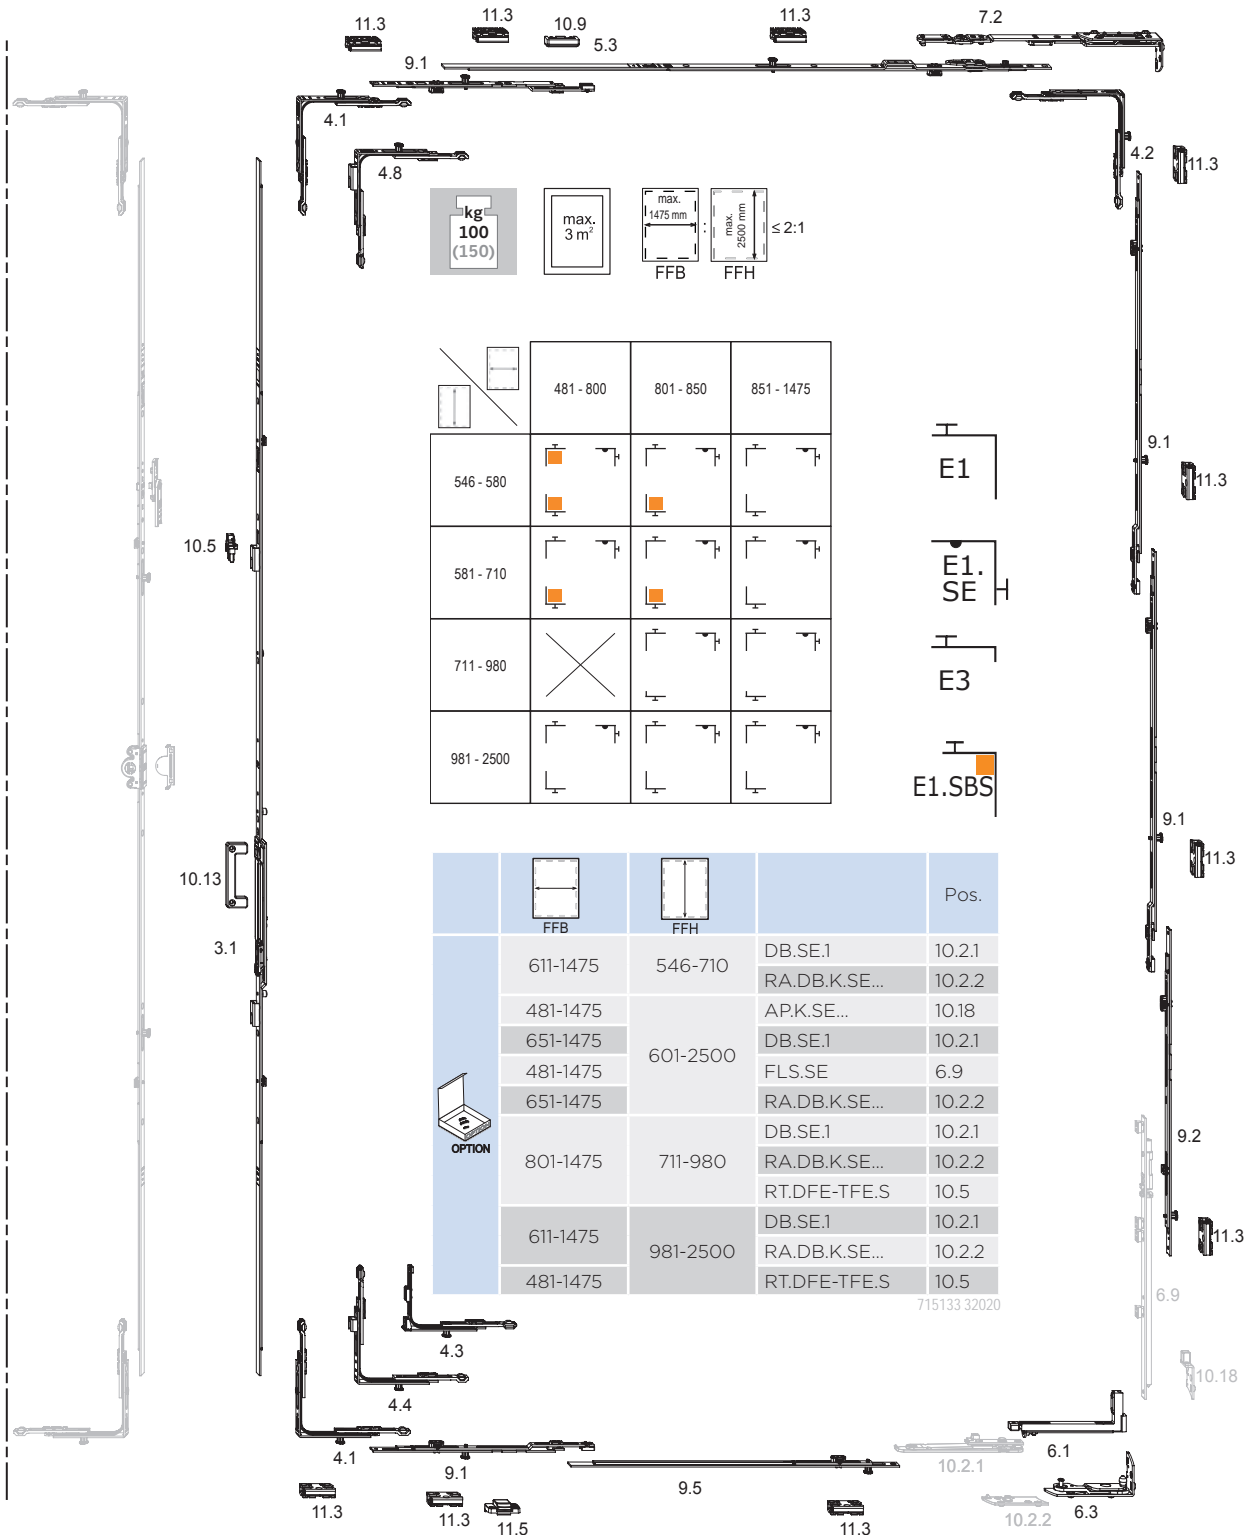 11.3
11.3
10.9
5.3
11.3
7.2
9.1
4.1
4.8
4.2
11.3
kg
100
(150)
max.
3 m²
max.
1475 mm
:
max.
2500 mm
≤ 2:1
FFB
FFH
481 - 800
801 - 850
851 - 1475
546 - 580
581 - 710
711 - 980
981 - 2500
E1
E1.
SE
E3
E1.SBS
9.1
11.3
10.5
9.1
11.3
10.13
3.1
FFB
FFH
Pos.
OPTION
611-1475
546-710
DB.SE.1
10.2.1
RA.DB.K.SE...
10.2.2
481-1475
601-2500
AP.K.SE...
10.18
651-1475
DB.SE.1
10.2.1
481-1475
FLS.SE
6.9
651-1475
RA.DB.K.SE...
10.2.2
801-1475
711-980
DB.SE.1
10.2.1
RA.DB.K.SE...
10.2.2
RT.DFE-TFE.S
10.5
611-1475
981-2500
DB.SE.1
10.2.1
RA.DB.K.SE...
10.2.2
481-1475
RT.DFE-TFE.S
10.5
715133 32020
9.2
11.3
6.9
10.18
4.3
4.4
4.1
9.1
9.5
10.2.1
6.1
11.3
11.3
11.5
11.3
10.2.2
6.3